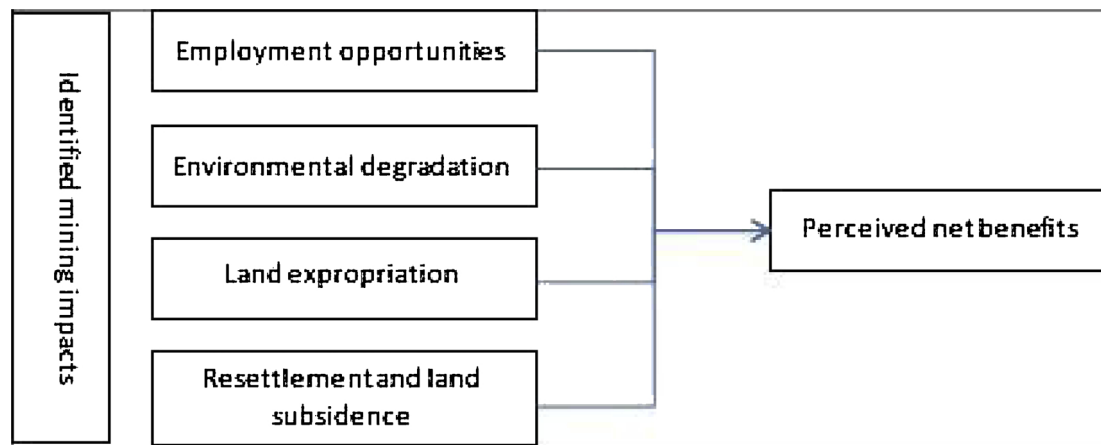 Identified mining impacts
Employment opportunities
Environmental degradation
Land expropriation
Resettlement and land
subsidence
Perceived net benefits